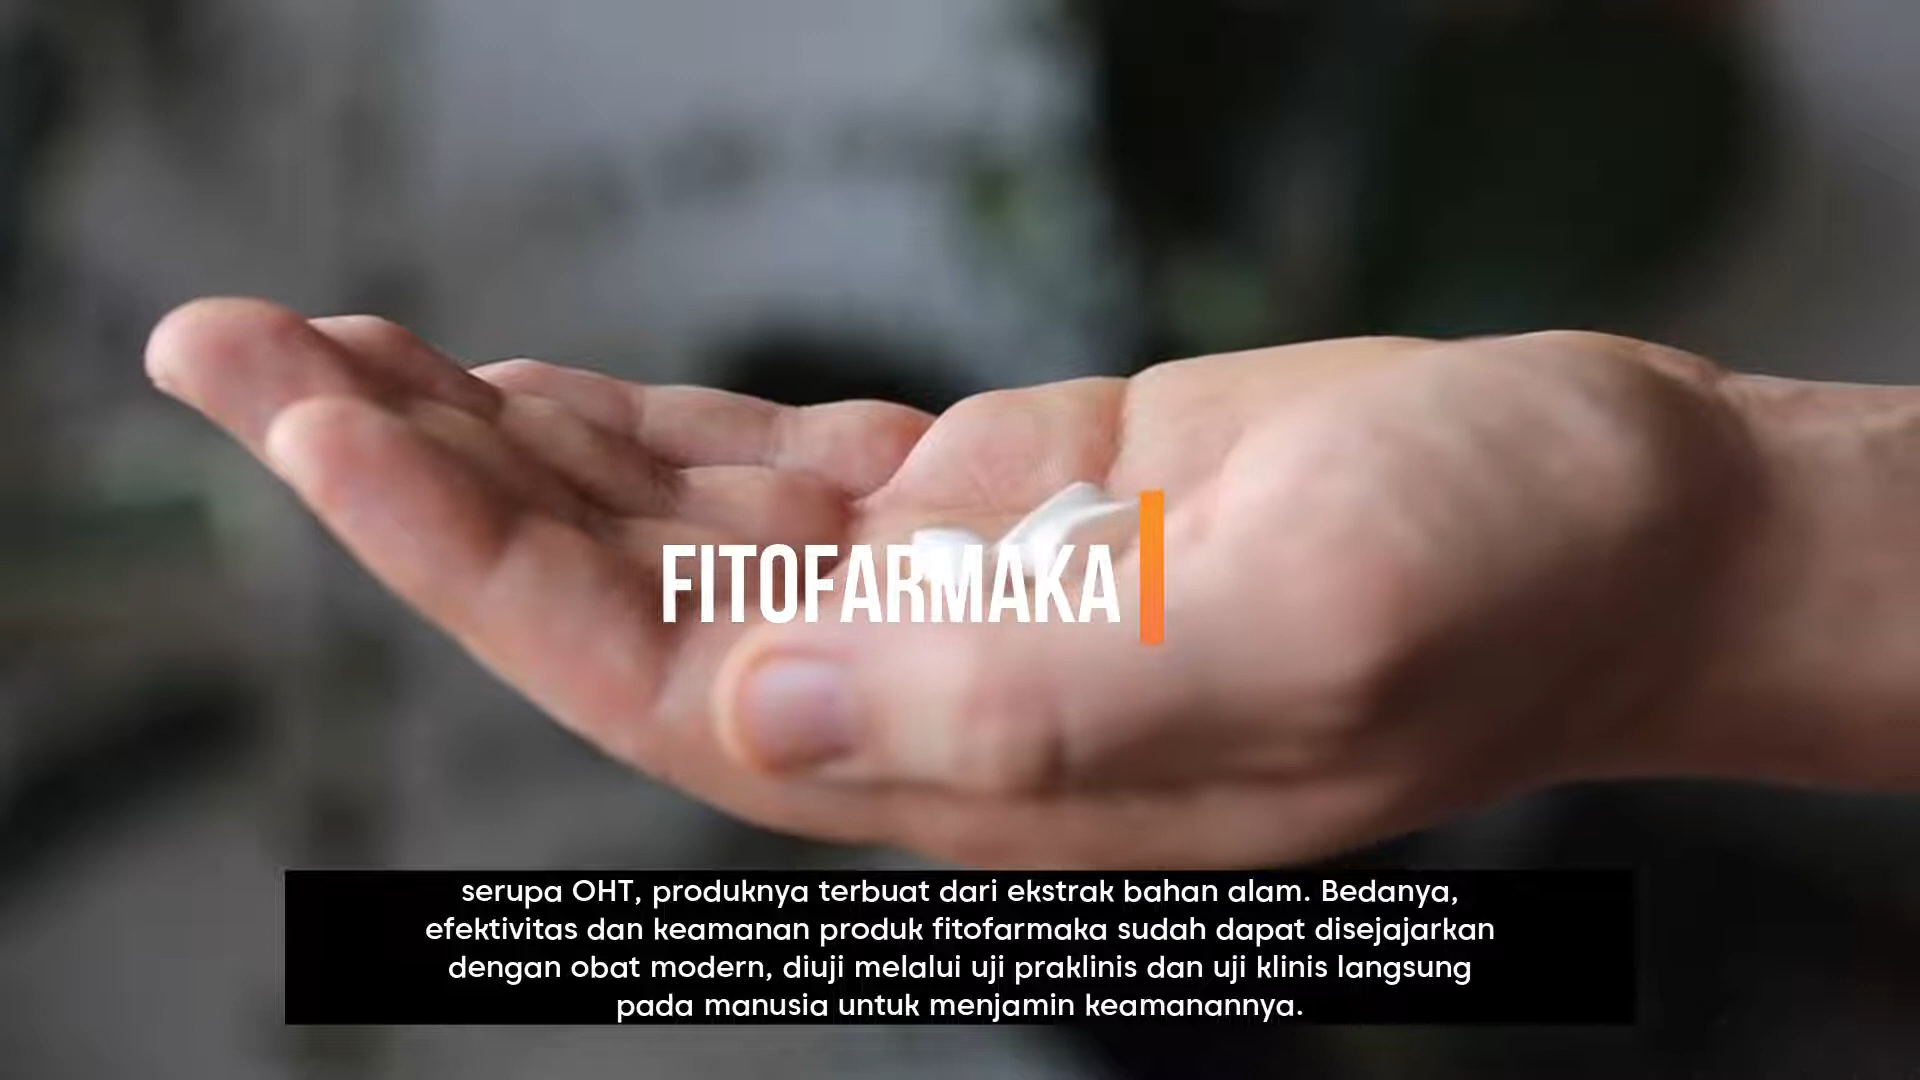 FITOFARMAKA
serupa OHT, produknya terbuat dari ekstrak bahan alam. Bedanya,
efektivitas dan keamanan produk fitofarmaka sudah dapat disejajarkan
dengan obat modern, diuji melalui uji praklinis dan uji klinis langsung
pada manusia untuk menjamin keamanannya.